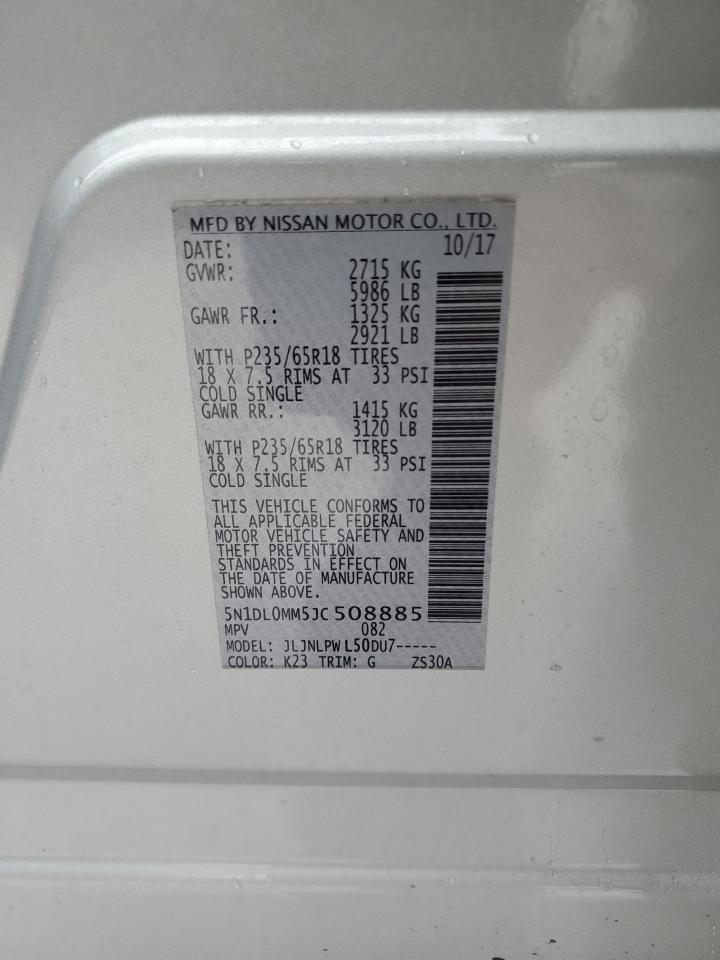 MFD BY NISSAN MOTOR CO., LTD.
DATE: 10/17
GVWR: 2715 KG
5986 LB
GAWR FR.: 1325 KG
2921 LB
WITH P235/65R18 TIRES
18 X 7.5 RIMS AT 33 PSI
COLD SINGLE
GAWR RR.: 1415 KG
3120 LB
WITH P235/65R18 TIRES
18 X 7.5 RIMS AT 33 PSI
COLD SINGLE
THIS VEHICLE CONFORMS TO
ALL APPLICABLE FEDERAL
MOTOR VEHICLE SAFETY AND
THEFT PREVENTION
STANDARDS IN EFFECT ON
THE DATE OF MANUFACTURE
SHOWN ABOVE.
5N1DL0MM5JC508885
MPV 082
MODEL: JLJNLPW L50DU7-----
COLOR: K23 TRIM: G ZS30A